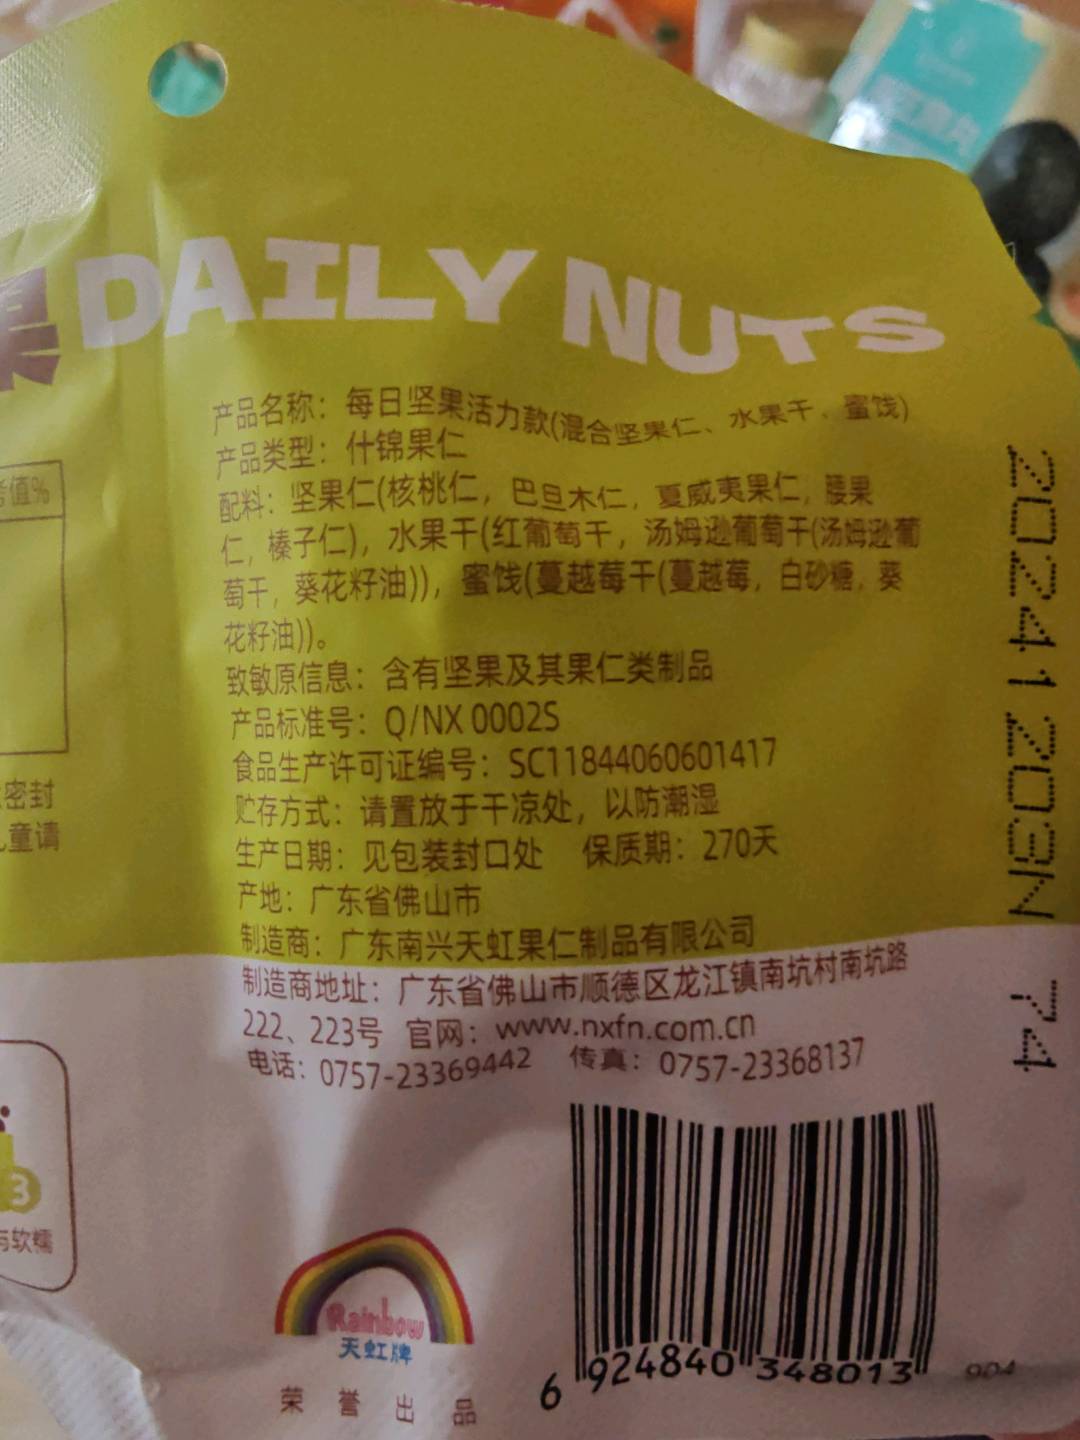 果 DAILY NUTS
产品名称：每日坚果活力款(混合坚果仁、水果干、蜜饯)
产品类型：什锦果仁
配料：坚果仁(核桃仁，巴旦木仁，夏威夷果仁，腰果
仁，榛子仁)，水果干(红葡萄干，汤姆逊葡萄干(汤姆逊葡
萄干，葵花籽油))，蜜饯(蔓越莓干(蔓越莓，白砂糖，葵
花籽油))。
致敏原信息：含有坚果及其果仁类制品
产品标准号：Q/NX 0002S
食品生产许可证编号：SC11844060601417
贮存方式：请置放于干凉处，以防潮湿
生产日期：见包装封口处 保质期：270天
产地：广东省佛山市
制造商：广东南兴天虹果仁制品有限公司
制造商地址：广东省佛山市顺德区龙江镇南坑村南坑路
222、223号 官网：www.nxfn.com.cn
电话：0757-23369442 传真：0757-23368137
20241203N 74
值%
密封
童请
3
与软糯
Rainbow
天虹牌
荣誉出品
6 924840 348013
904